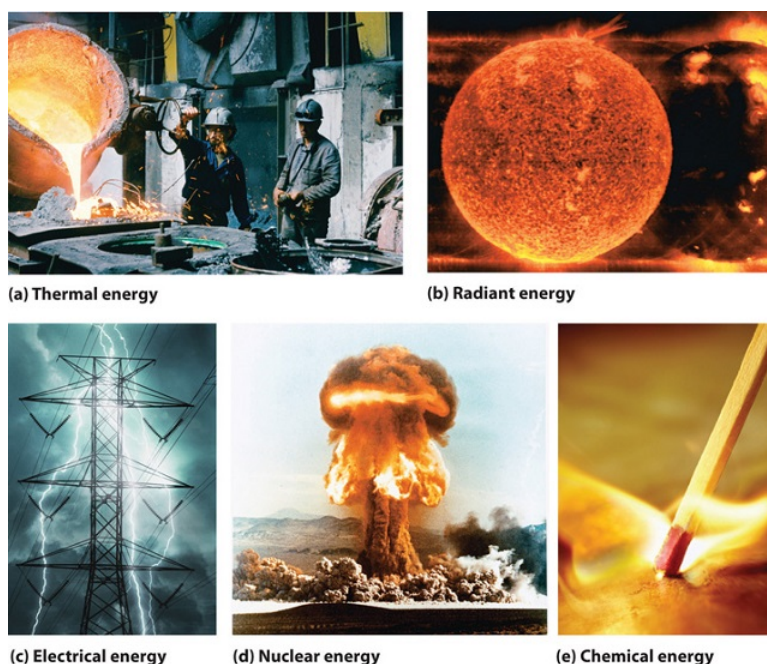 (a) Thermal energy
(b) Radiant energy
(c) Electrical energy
(d) Nuclear energy
(e) Chemical energy